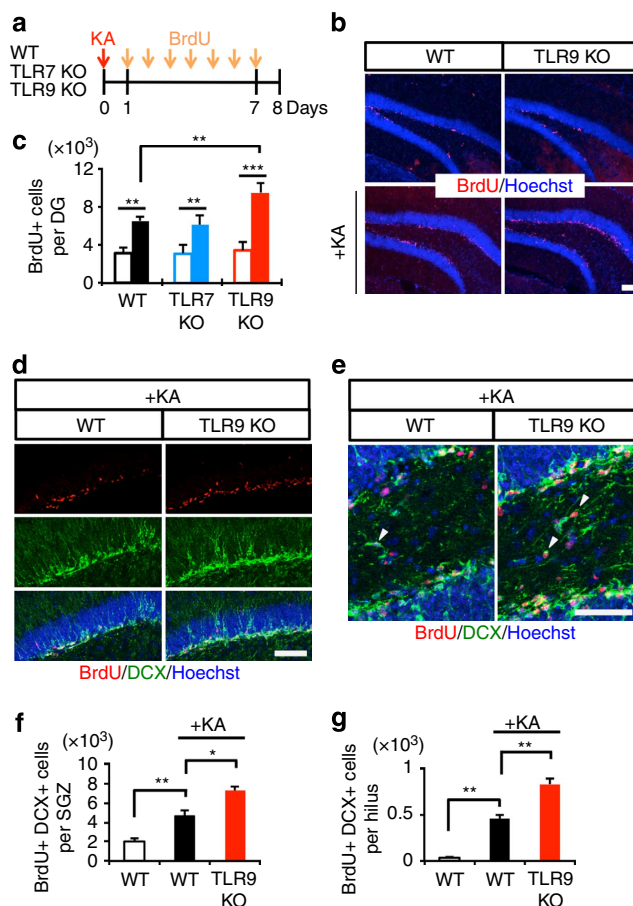 a
KA BrdU
WT
TLR7 KO
TLR9 KO
0 1 7 8 Days
b
WT TLR9 KO
BrdU/Hoechst
+KA
c
(×10³)
**
** ** ***
12
8
4
0
BrdU+ cells
per DG
WT TLR7 KO TLR9 KO
d
+KA
WT TLR9 KO
BrdU/DCX/Hoechst
e
+KA
WT TLR9 KO
BrdU/DCX/Hoechst
f
+KA
(×10³)
*
**
10
8
6
4
2
0
BrdU+ DCX+ cells
per SGZ
WT WT TLR9
KO
g
+KA
(×10³)
**
**
1
0.5
0
BrdU+ DCX+ cells
per hilus
WT WT TLR9
KO